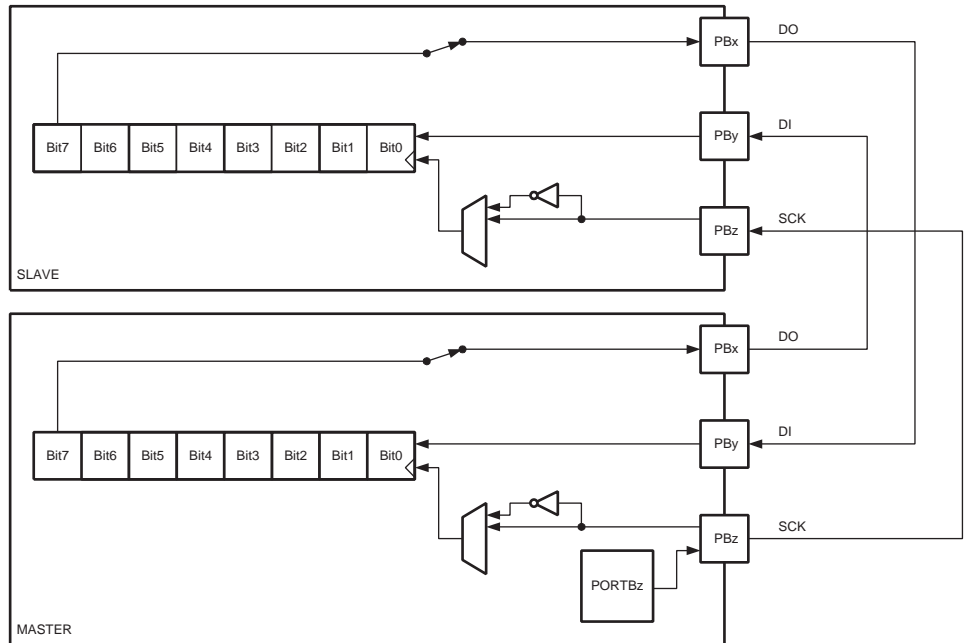 PBx DO
Bit7 Bit6 Bit5 Bit4 Bit3 Bit2 Bit1 Bit0
PBy DI
PBz SCK
SLAVE
PBx DO
Bit7 Bit6 Bit5 Bit4 Bit3 Bit2 Bit1 Bit0
PBy DI
PBz SCK
PORTBz
MASTER